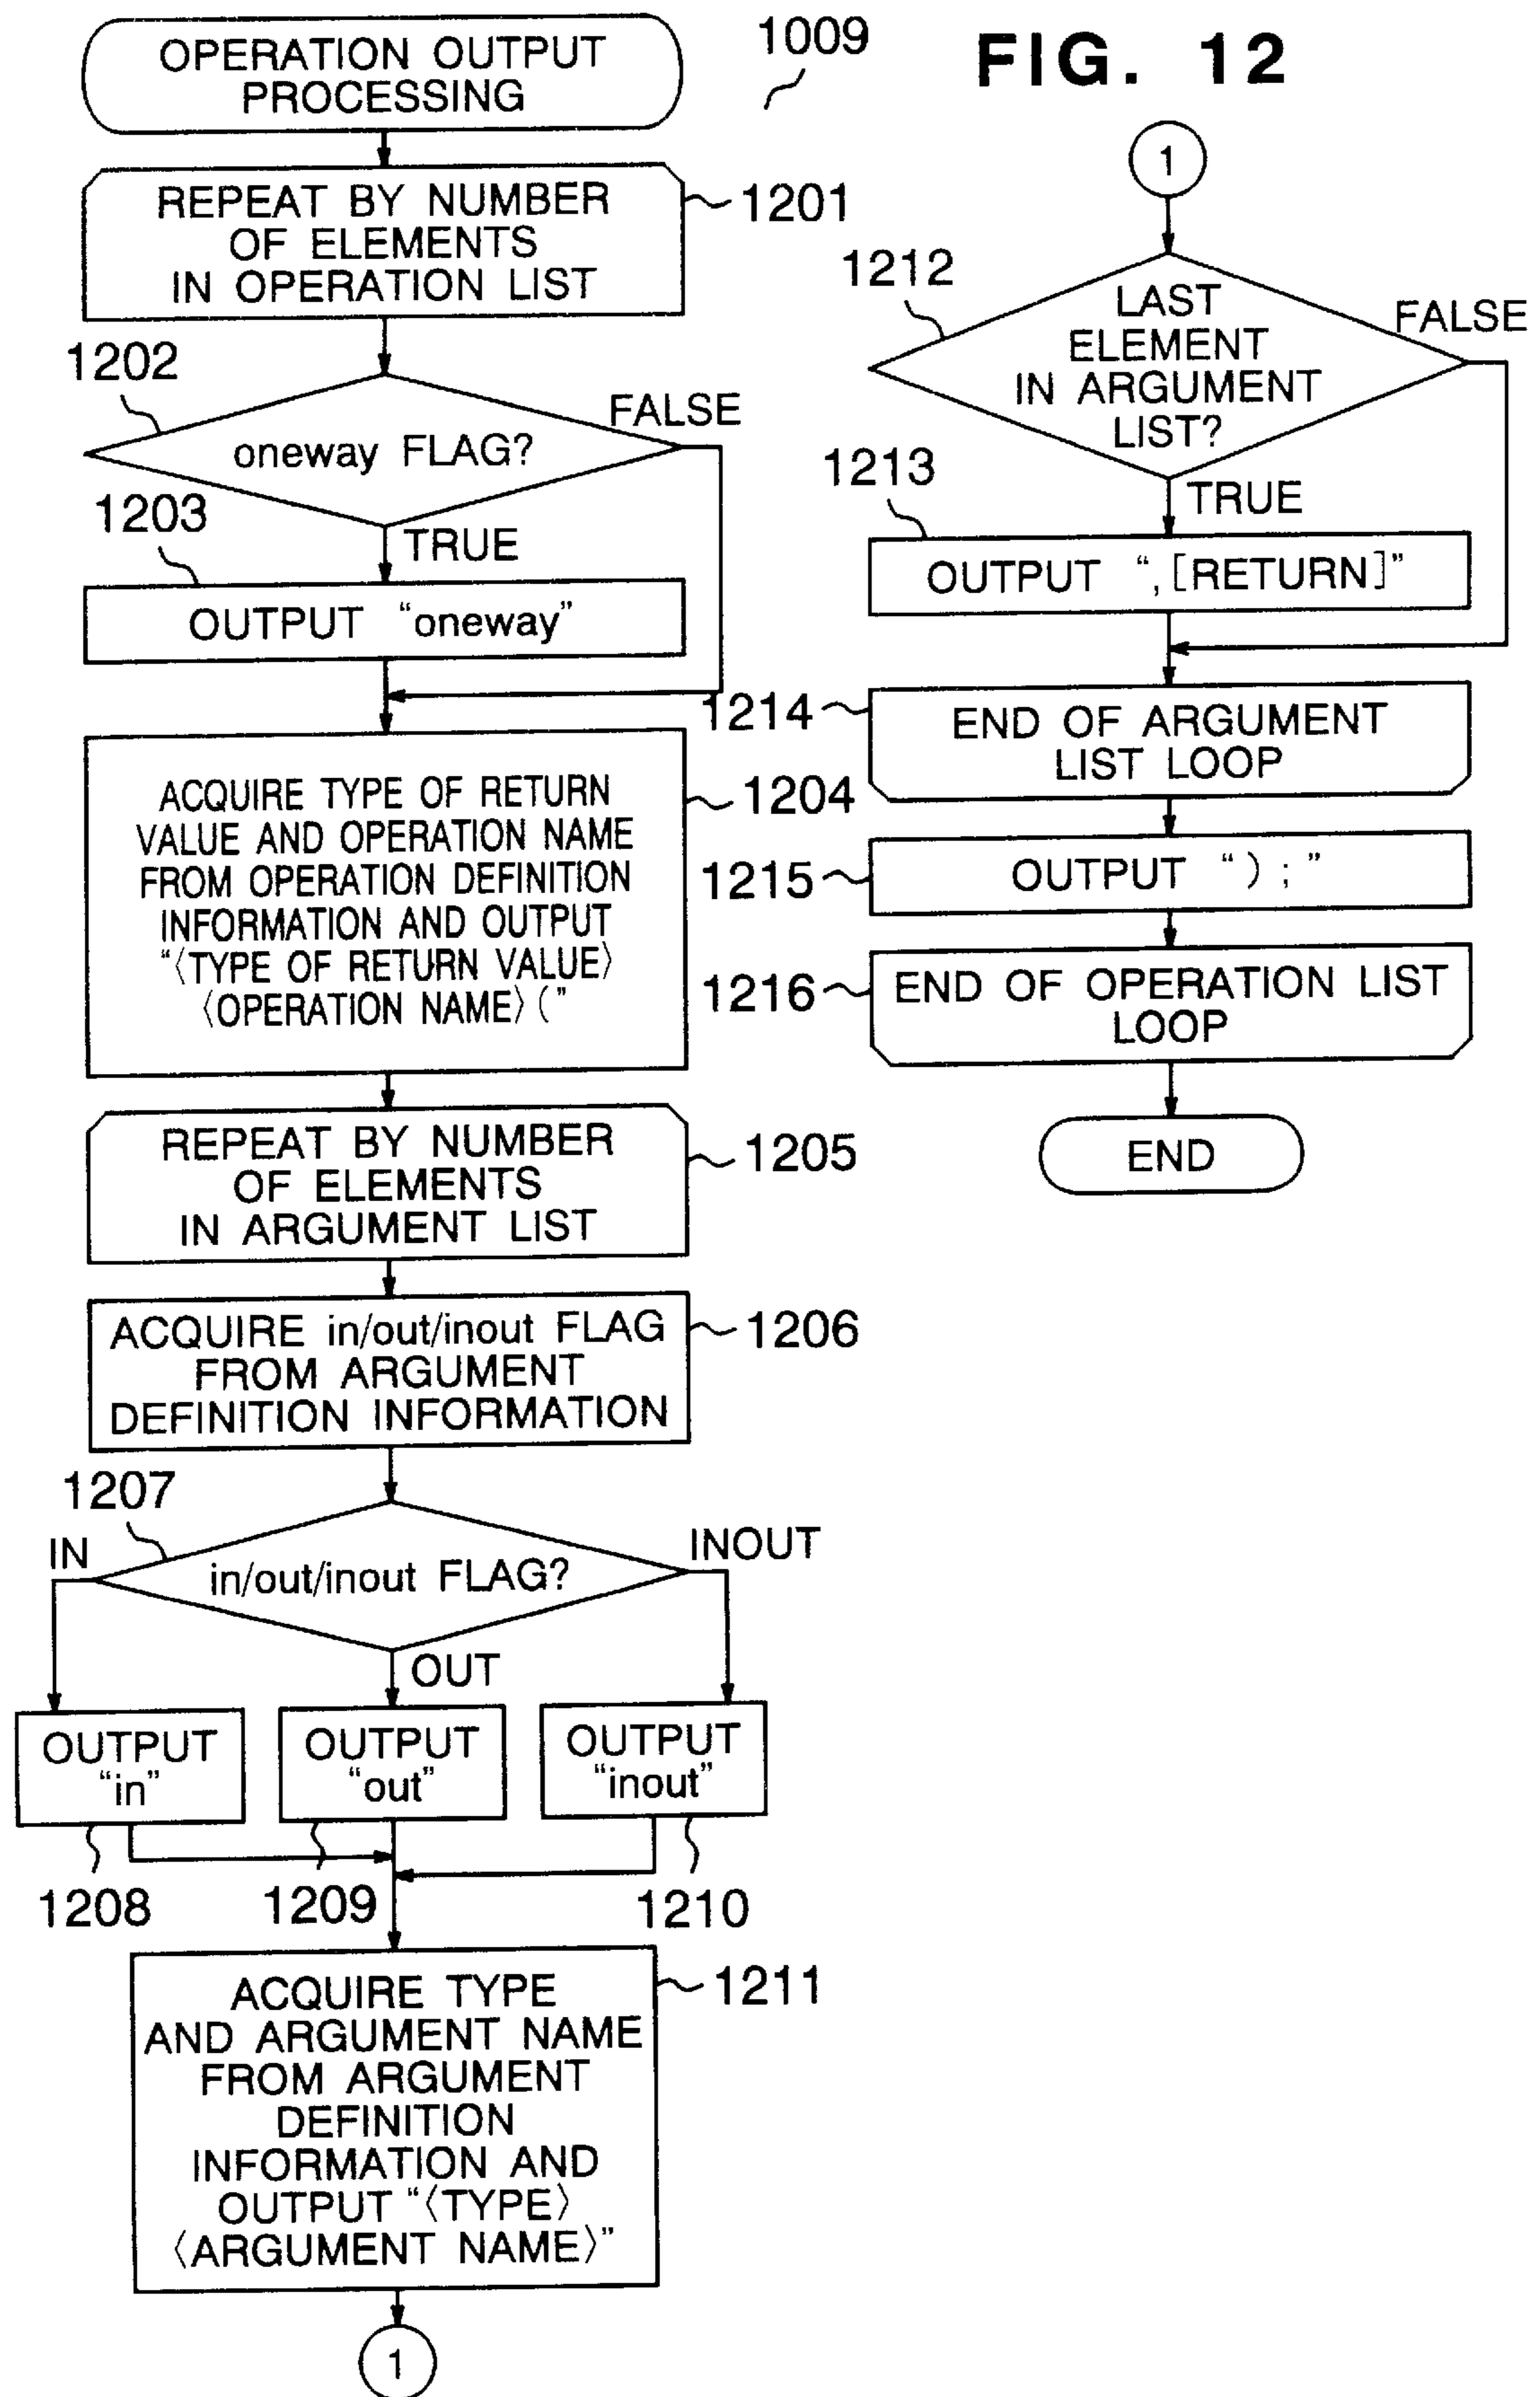 OPERATION OUTPUT
PROCESSING
1009
FIG. 12
REPEAT BY NUMBER
OF ELEMENTS
IN OPERATION LIST
1201
1202
oneway FLAG?
FALSE
TRUE
1203
OUTPUT "oneway"
ACQUIRE TYPE OF RETURN
VALUE AND OPERATION NAME
FROM OPERATION DEFINITION
INFORMATION AND OUTPUT
"〈TYPE OF RETURN VALUE〉
〈OPERATION NAME〉("
1204
REPEAT BY NUMBER
OF ELEMENTS
IN ARGUMENT LIST
1205
ACQUIRE in/out/inout FLAG
FROM ARGUMENT
DEFINITION INFORMATION
1206
1207
in/out/inout FLAG?
IN
OUT
INOUT
OUTPUT
"in"
OUTPUT
"out"
OUTPUT
"inout"
1208
1209
1210
ACQUIRE TYPE
AND ARGUMENT NAME
FROM ARGUMENT
DEFINITION
INFORMATION AND
OUTPUT "〈TYPE〉
〈ARGUMENT NAME〉"
1211
1
1
1212
LAST
ELEMENT
IN ARGUMENT
LIST?
FALSE
TRUE
1213
OUTPUT ",[RETURN]"
1214
END OF ARGUMENT
LIST LOOP
1215
OUTPUT ");"
1216
END OF OPERATION LIST
LOOP
END